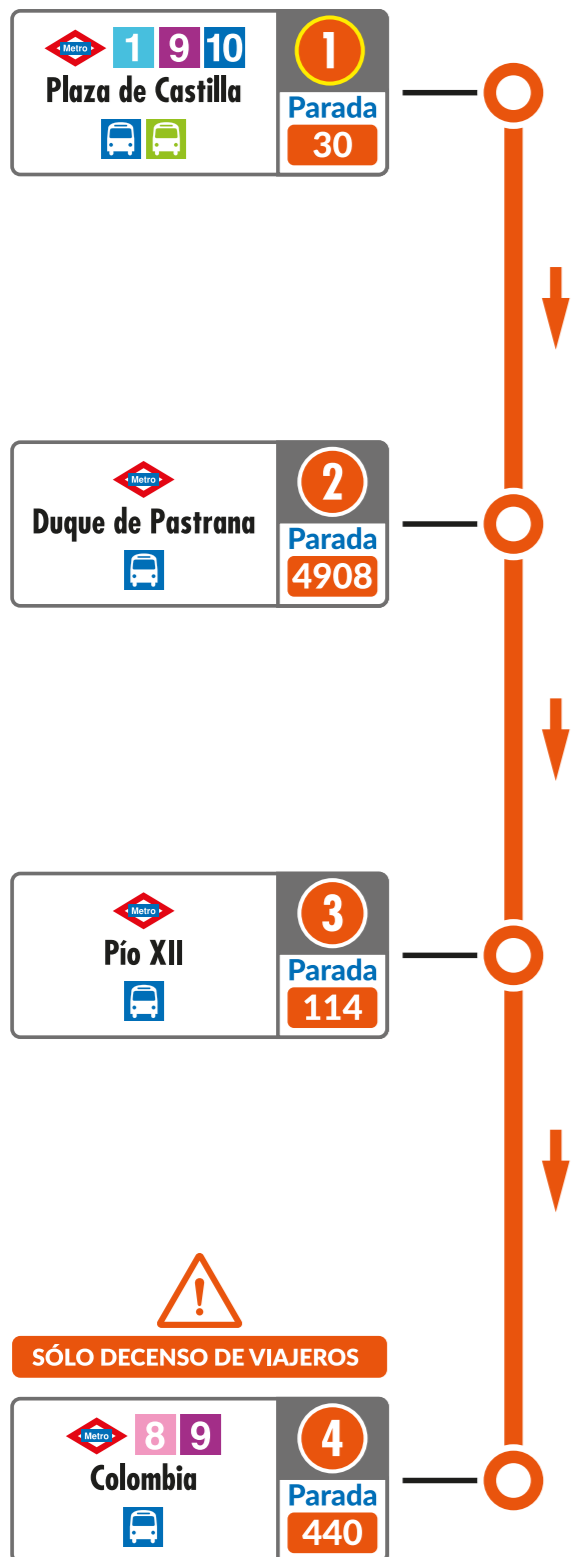 Metro 1 9 10
Plaza de Castilla
1
Parada
30
Metro
Duque de Pastrana
2
Parada
4908
Metro
Pío XII
3
Parada
114
!
SÓLO DECENSO DE VIAJEROS
Metro 8 9
Colombia
4
Parada
440